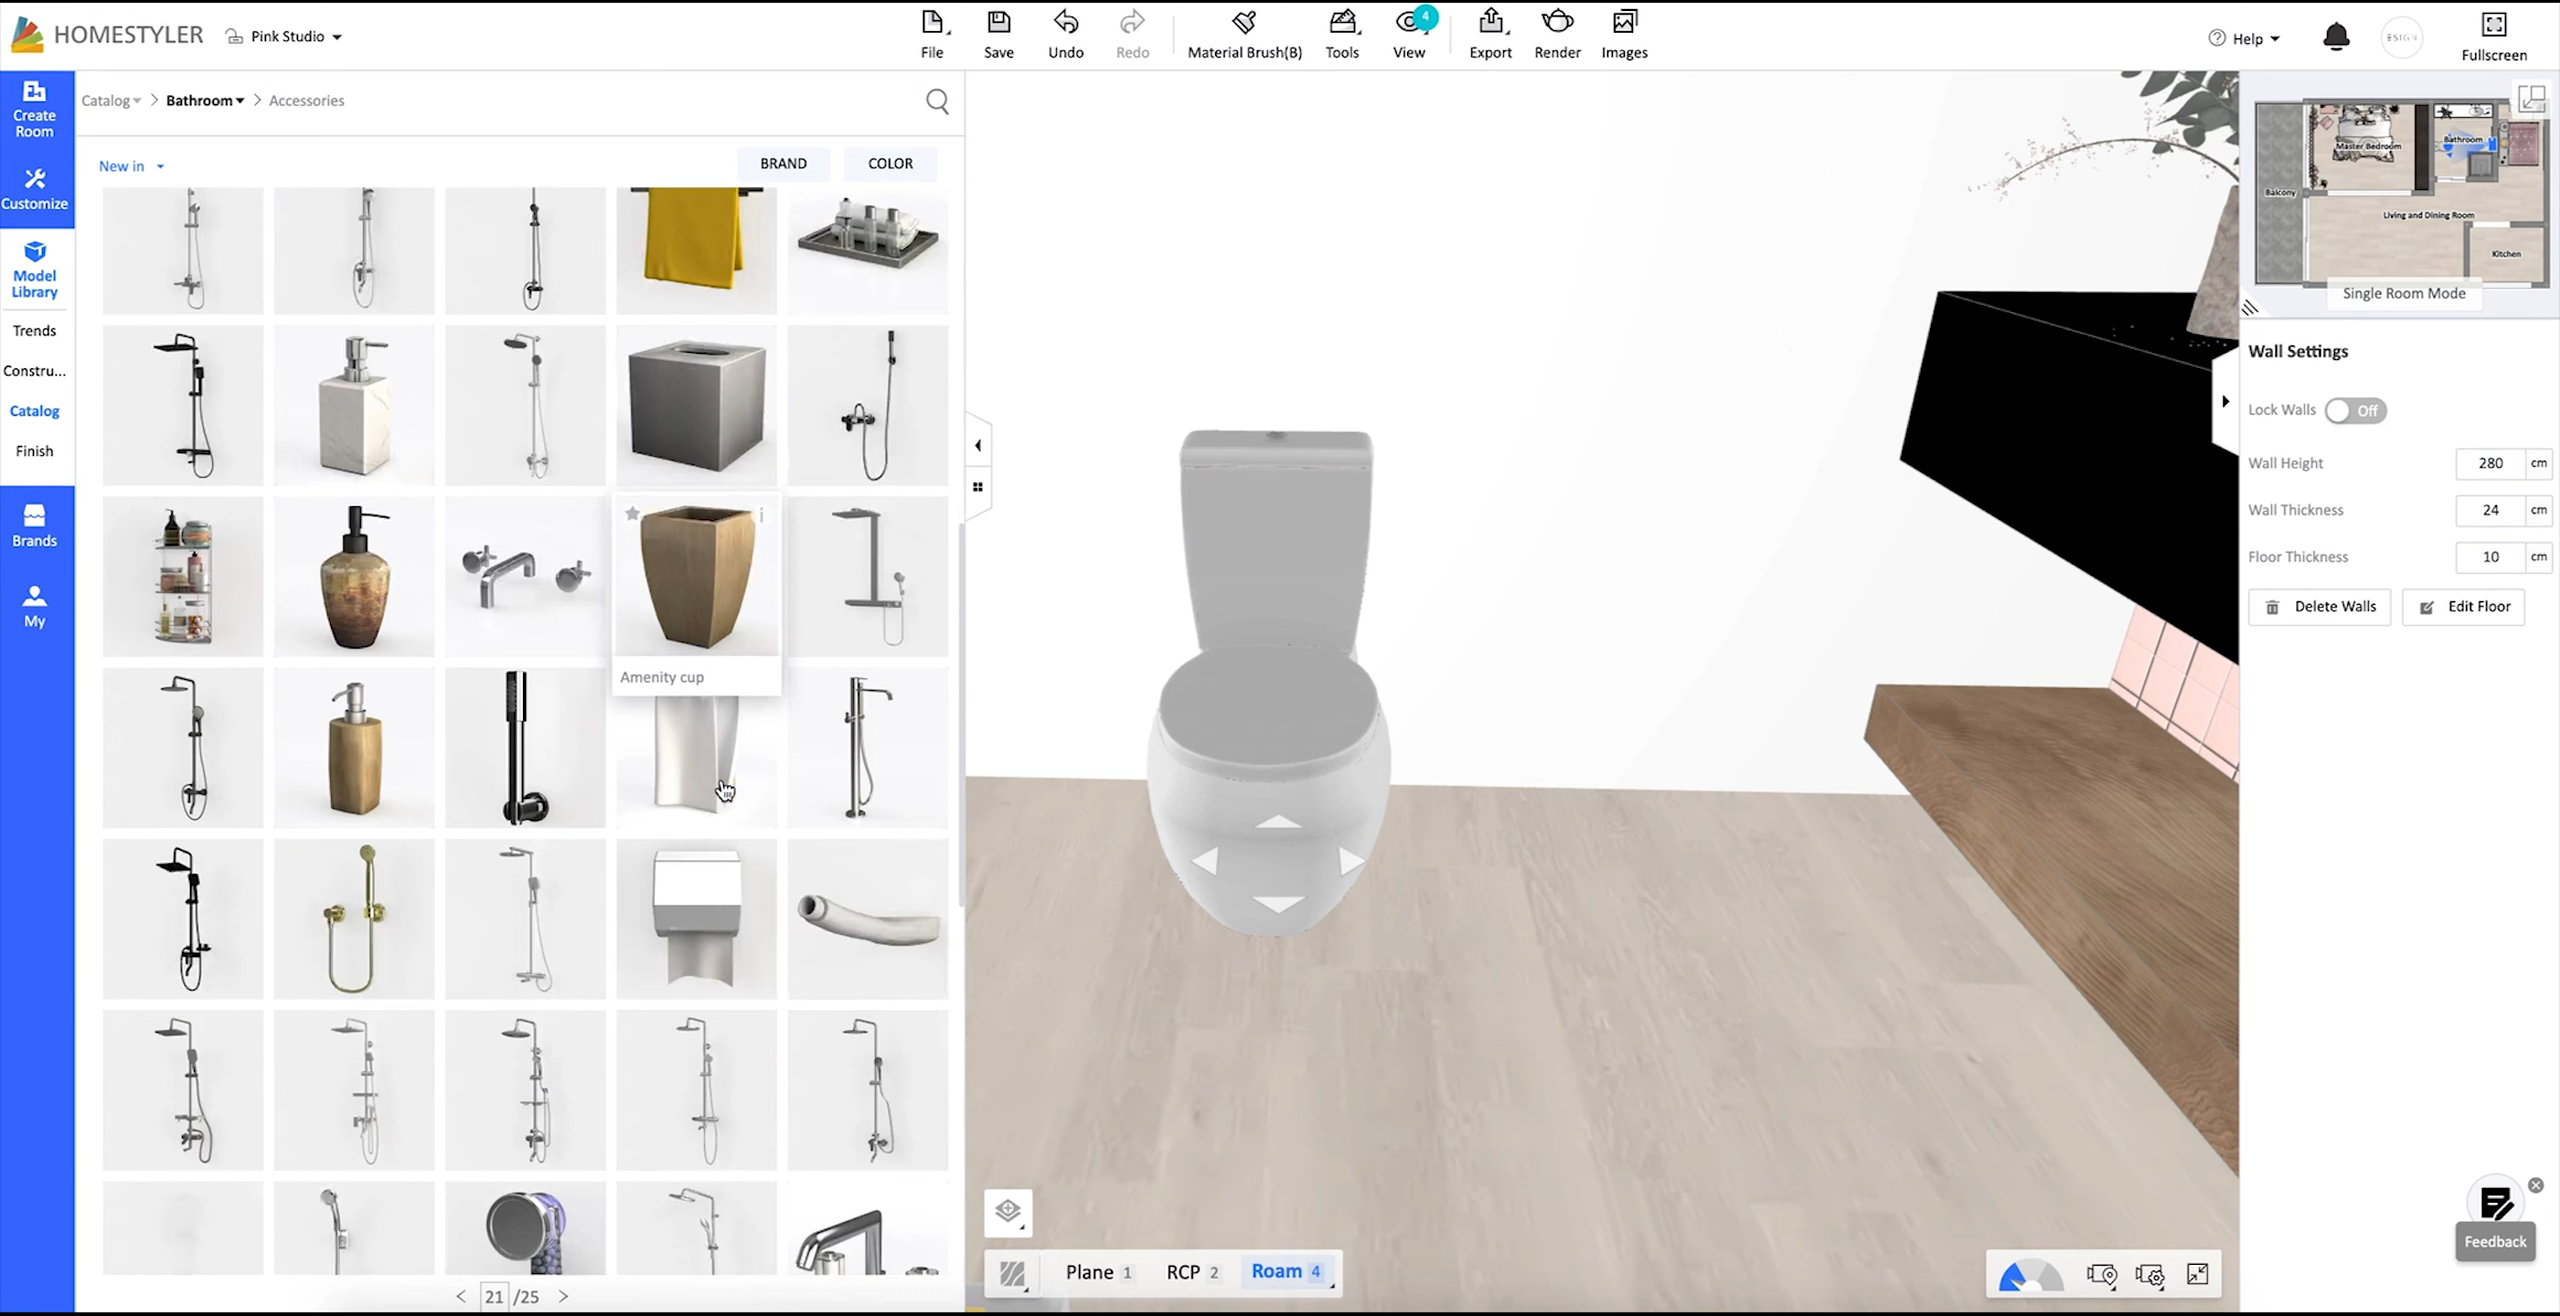 HOMESTYLER
Pink Studio
File
Save
Undo
Redo
Material Brush(B)
Tools
View
4
Export
Render
Images
Help
ESIGN
Fullscreen
Create
Room
Customize
Model
Library
Trends
Constru...
Catalog
Finish
Brands
My
Catalog > Bathroom > Accessories
New in
BRAND
COLOR
Amenity cup
< 21 /25 >
Plane 1
RCP 2
Roam 4
Master Bedroom
Bathroom
Balcony
Living and Dining Room
Kitchen
Single Room Mode
Wall Settings
Lock Walls Off
Wall Height 280 cm
Wall Thickness 24 cm
Floor Thickness 10 cm
Delete Walls
Edit Floor
Feedback